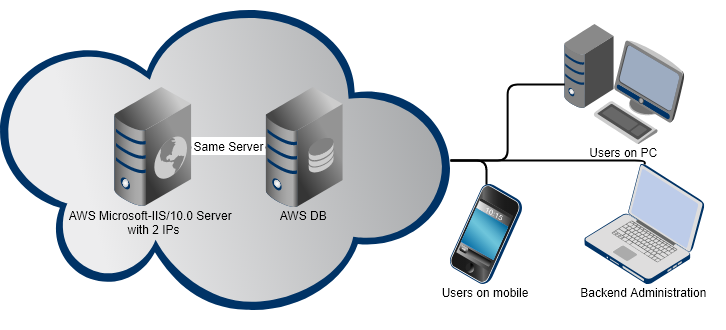 Same Server
AWS Microsoft-IIS/10.0 Server
with 2 IPs
AWS DB
Users on PC
10.15
Users on mobile
Backend Administration